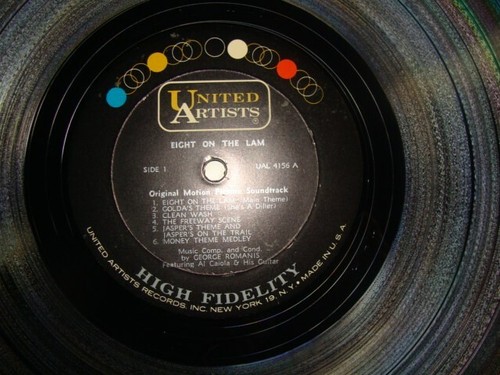 UNITED
ARTISTS
®
EIGHT ON THE LAM
SIDE 1
UAL 4156 A
Original Motion Picture Soundtrack
1. EIGHT ON THE LAM (Main Theme)
2. GOLDA'S THEME (She's A Diller)
3. CLEAN WASH
4. THE FREEWAY SCENE
5. JASPER'S THEME AND
JASPER'S ON THE TRAIL
6. MONEY THEME MEDLEY
Music Comp. and Cond.
by GEORGE ROMANIS
Featuring Al Caiola & His Guitar
HIGH FIDELITY
UNITED ARTISTS RECORDS, INC. NEW YORK 19, N.Y. • MADE IN U.S.A.